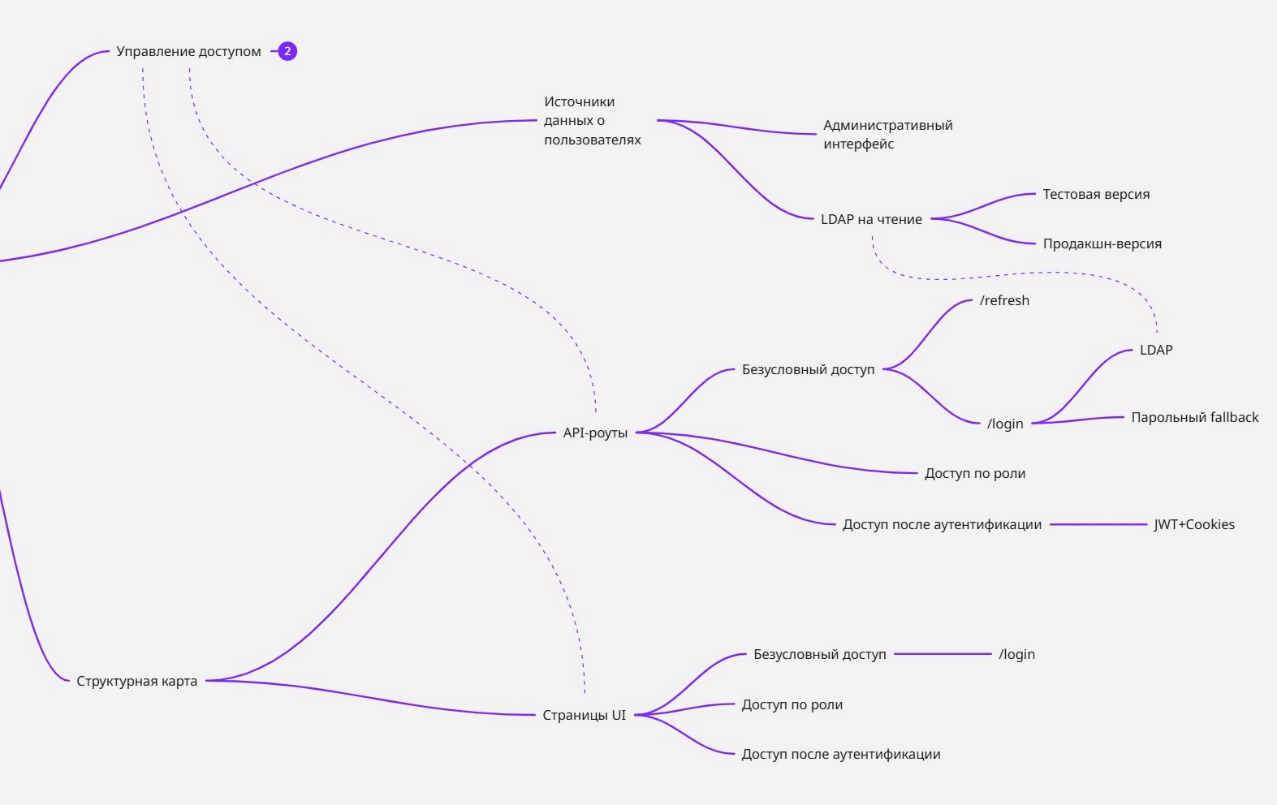 Управление доступом
2
Источники
данных о
пользователях
Административный
интерфейс
LDAP на чтение
Тестовая версия
Продакшн-версия
/refresh
LDAP
Безусловный доступ
/login
Парольный fallback
API-роуты
Доступ по роли
Доступ после аутентификации
JWT+Cookies
Структурная карта
Безусловный доступ
/login
Страницы UI
Доступ по роли
Доступ после аутентификации